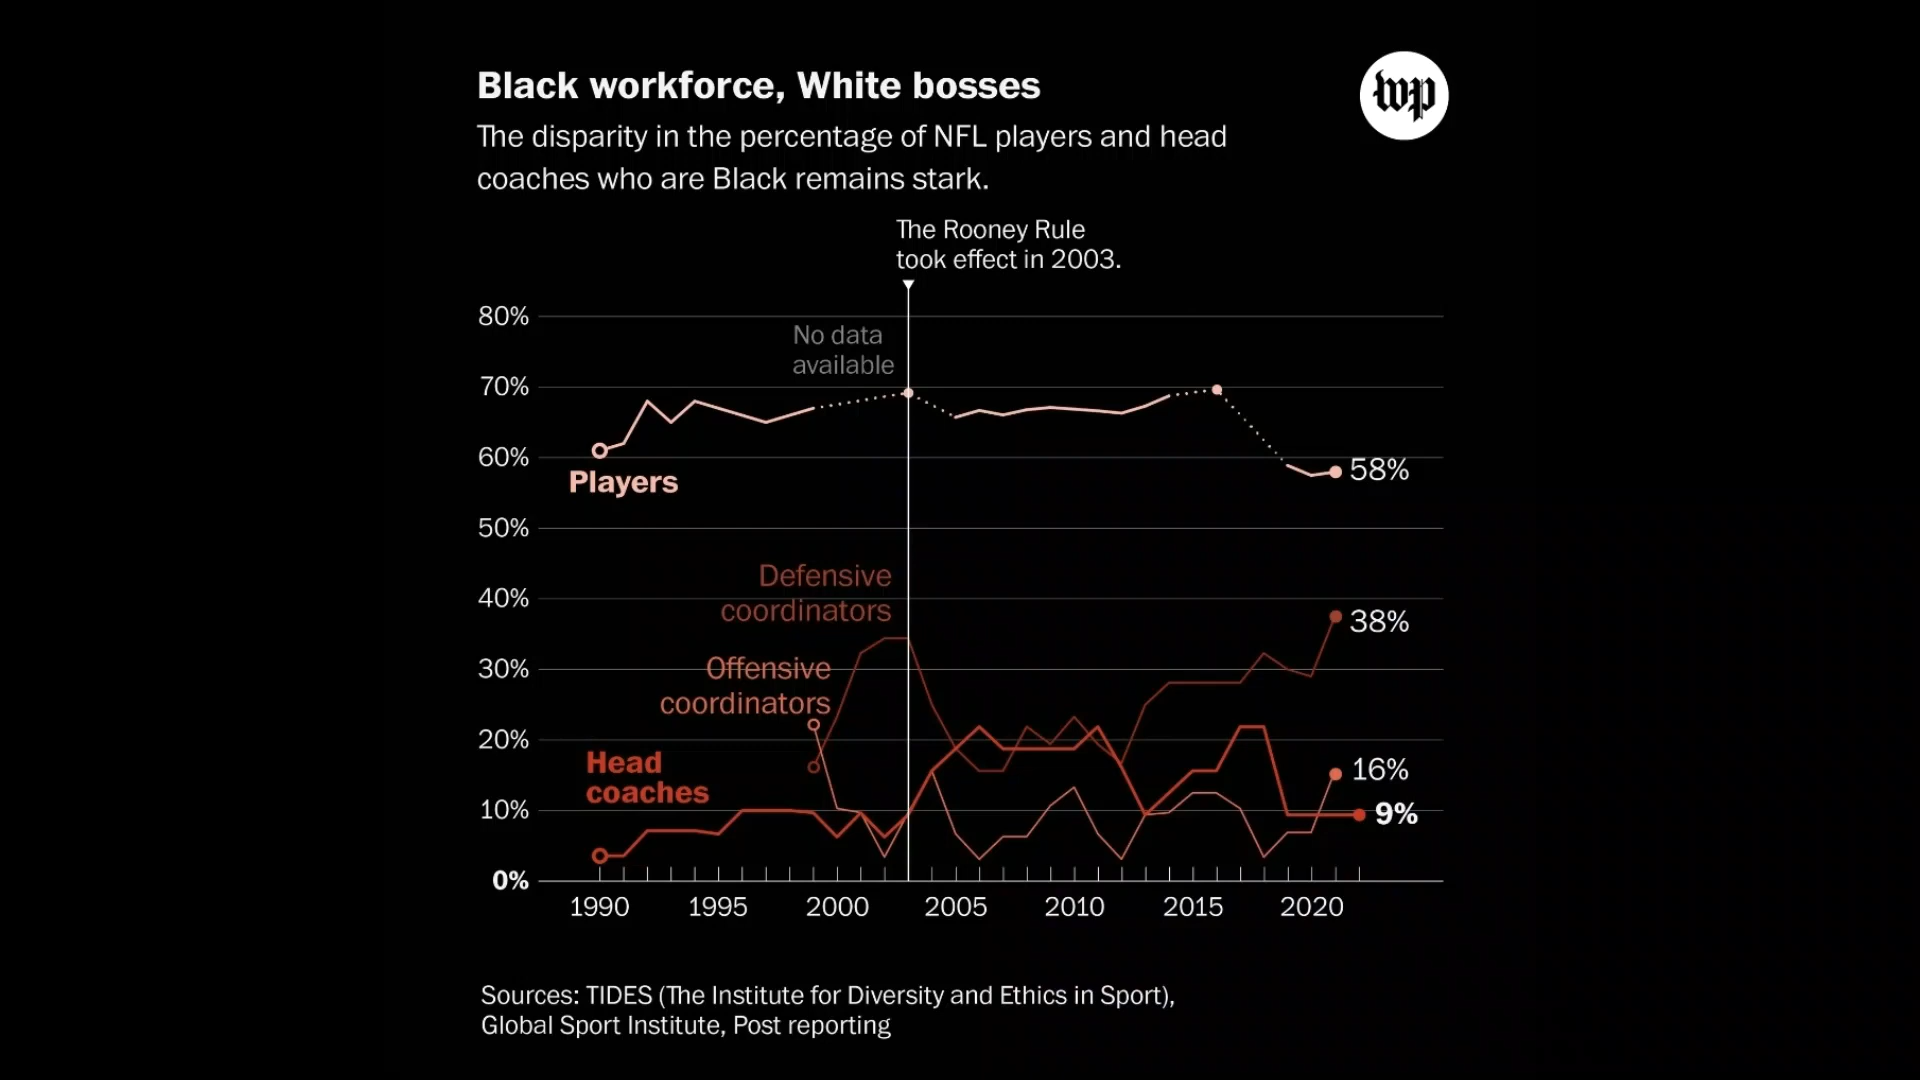 Black workforce, White bosses
wp
The disparity in the percentage of NFL players and head
coaches who are Black remains stark.
The Rooney Rule
took effect in 2003.
80%
No data
available
70%
60%
58%
Players
50%
Defensive
40%
coordinators
38%
30%
Offensive
coordinators
20%
Head
16%
coaches
10%
9%
0%
1990 1995 2000 2005 2010 2015 2020
Sources: TIDES (The Institute for Diversity and Ethics in Sport),
Global Sport Institute, Post reporting